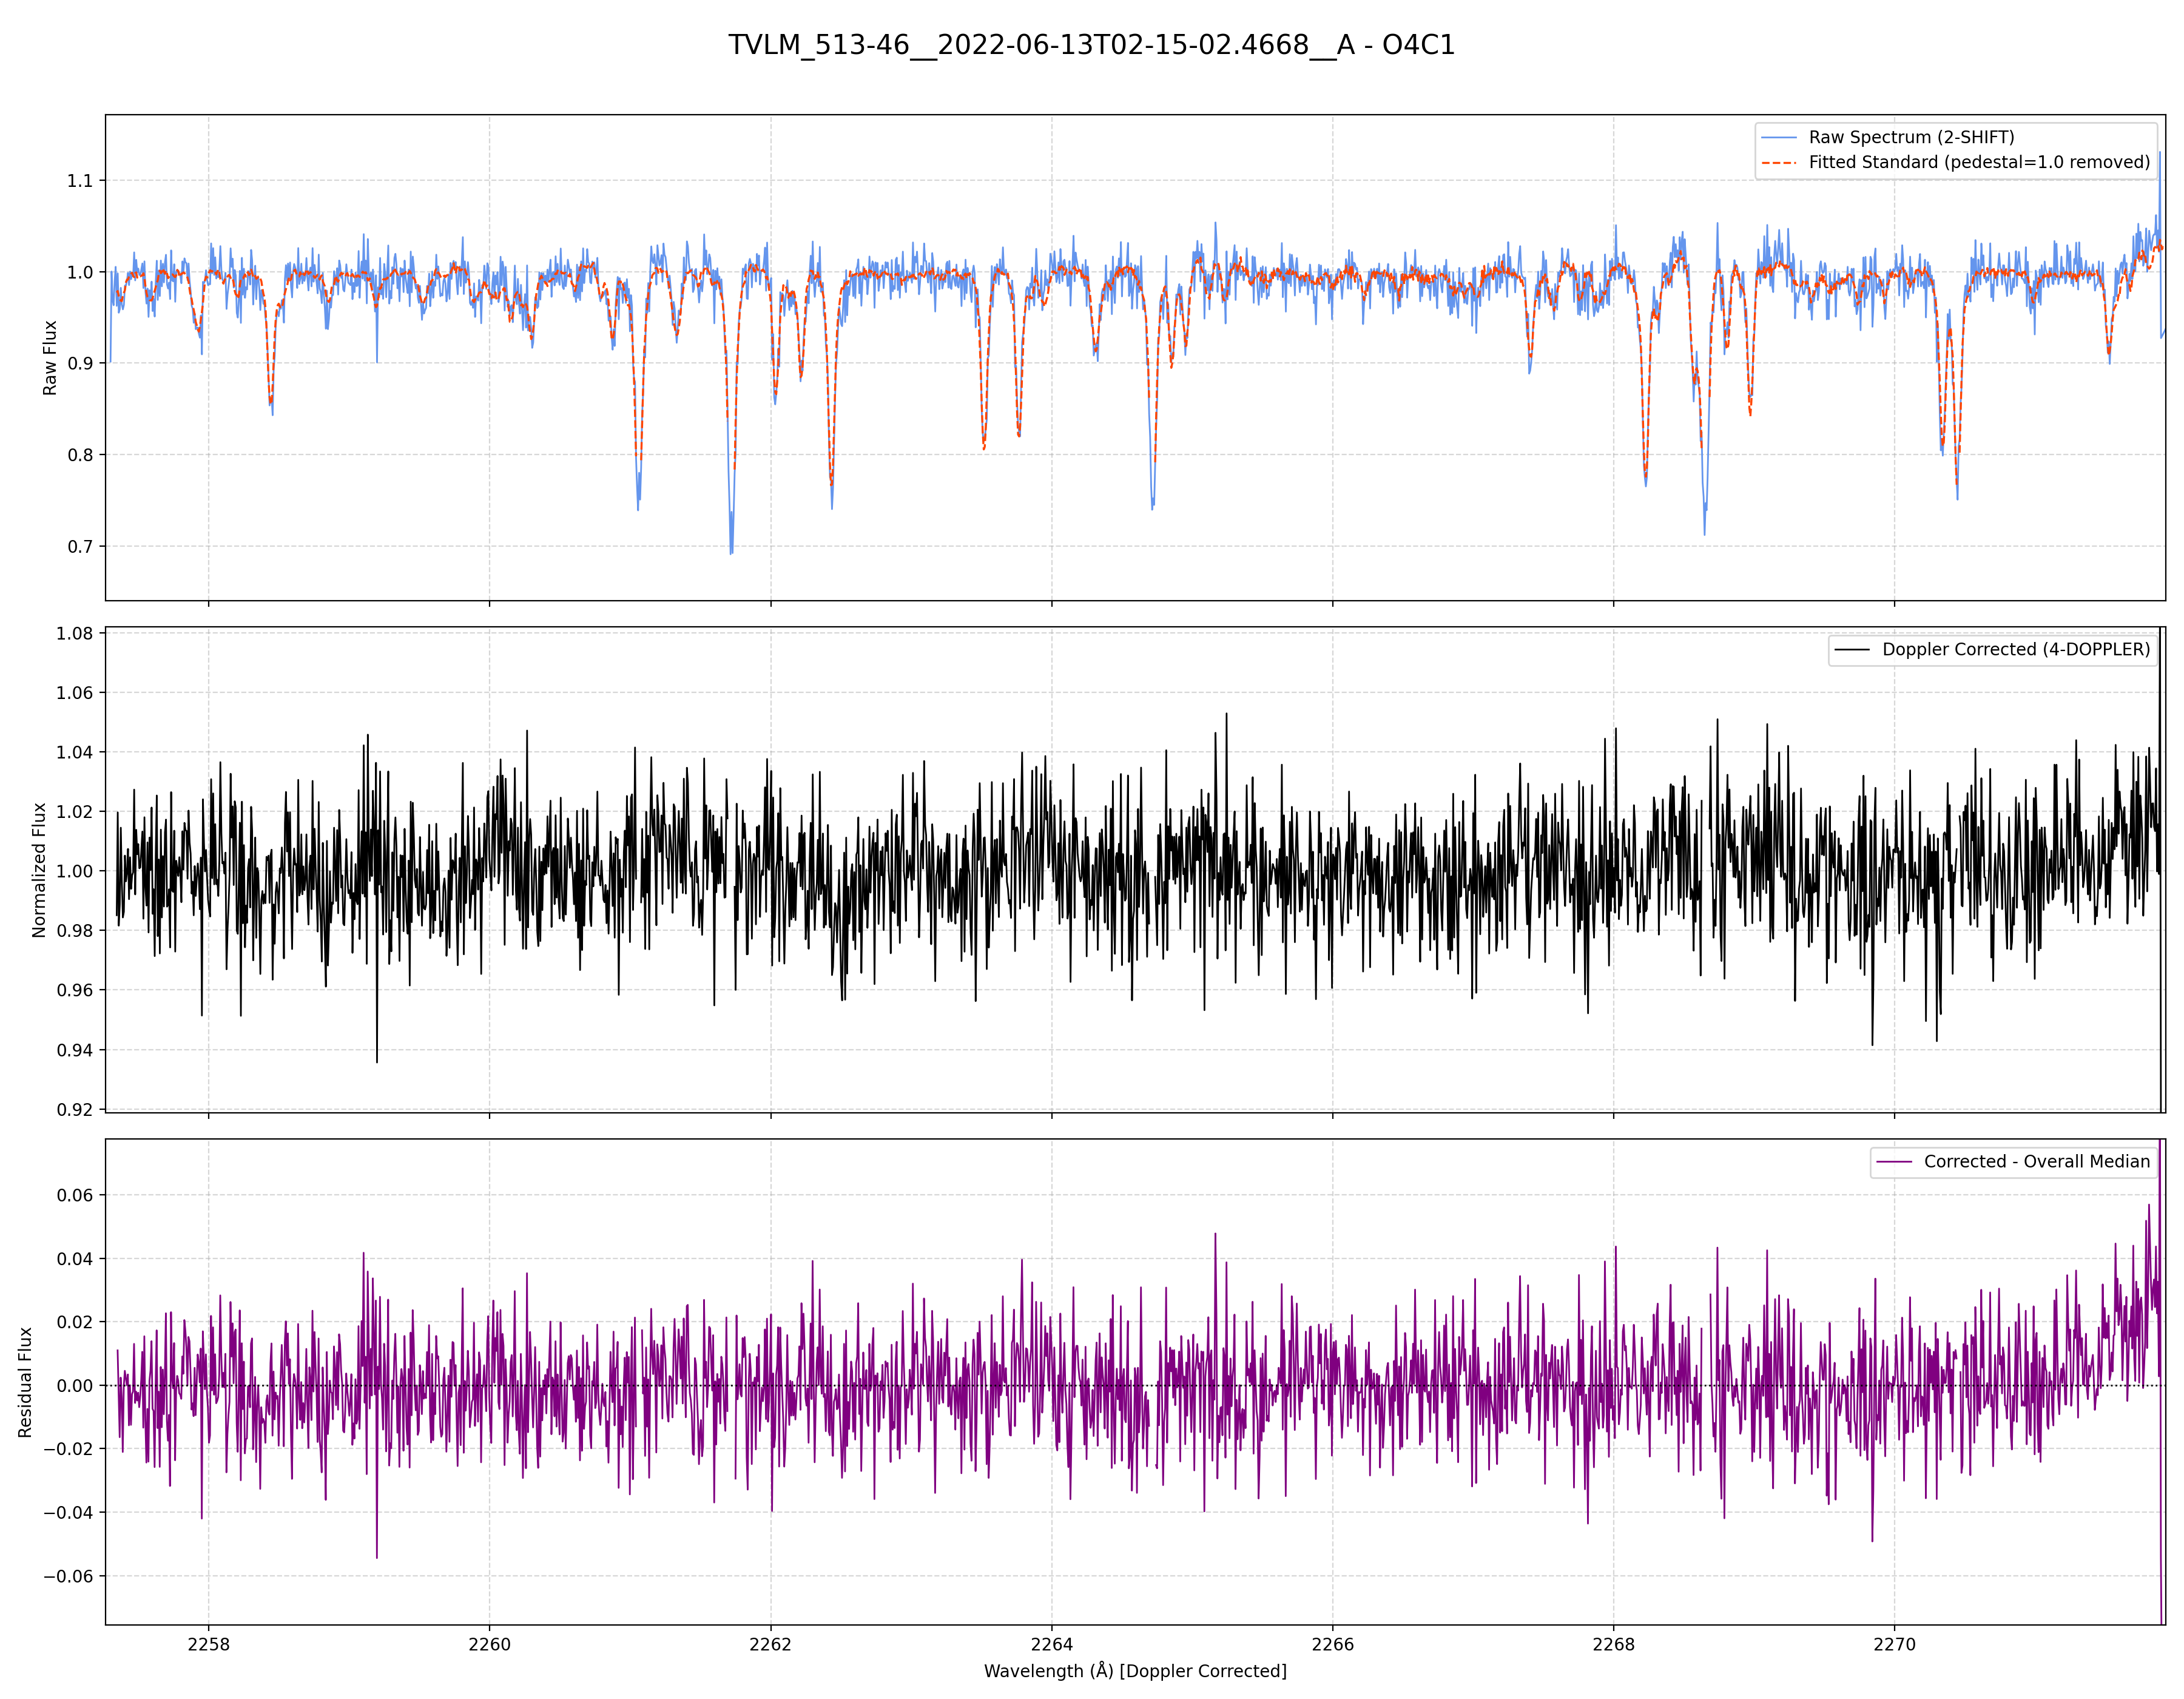 TVLM_513-46__2022-06-13T02-15-02.4668__A - O4C1
Raw Spectrum (2-SHIFT)
Fitted Standard (pedestal=1.0 removed)
1.1
1.0
0.9
0.8
0.7
Raw Flux
Doppler Corrected (4-DOPPLER)
1.08
1.06
1.04
1.02
1.00
0.98
0.96
0.94
0.92
Normalized Flux
Corrected - Overall Median
0.06
0.04
0.02
0.00
−0.02
−0.04
−0.06
Residual Flux
2258 2260 2262 2264 2266 2268 2270
Wavelength (Å) [Doppler Corrected]